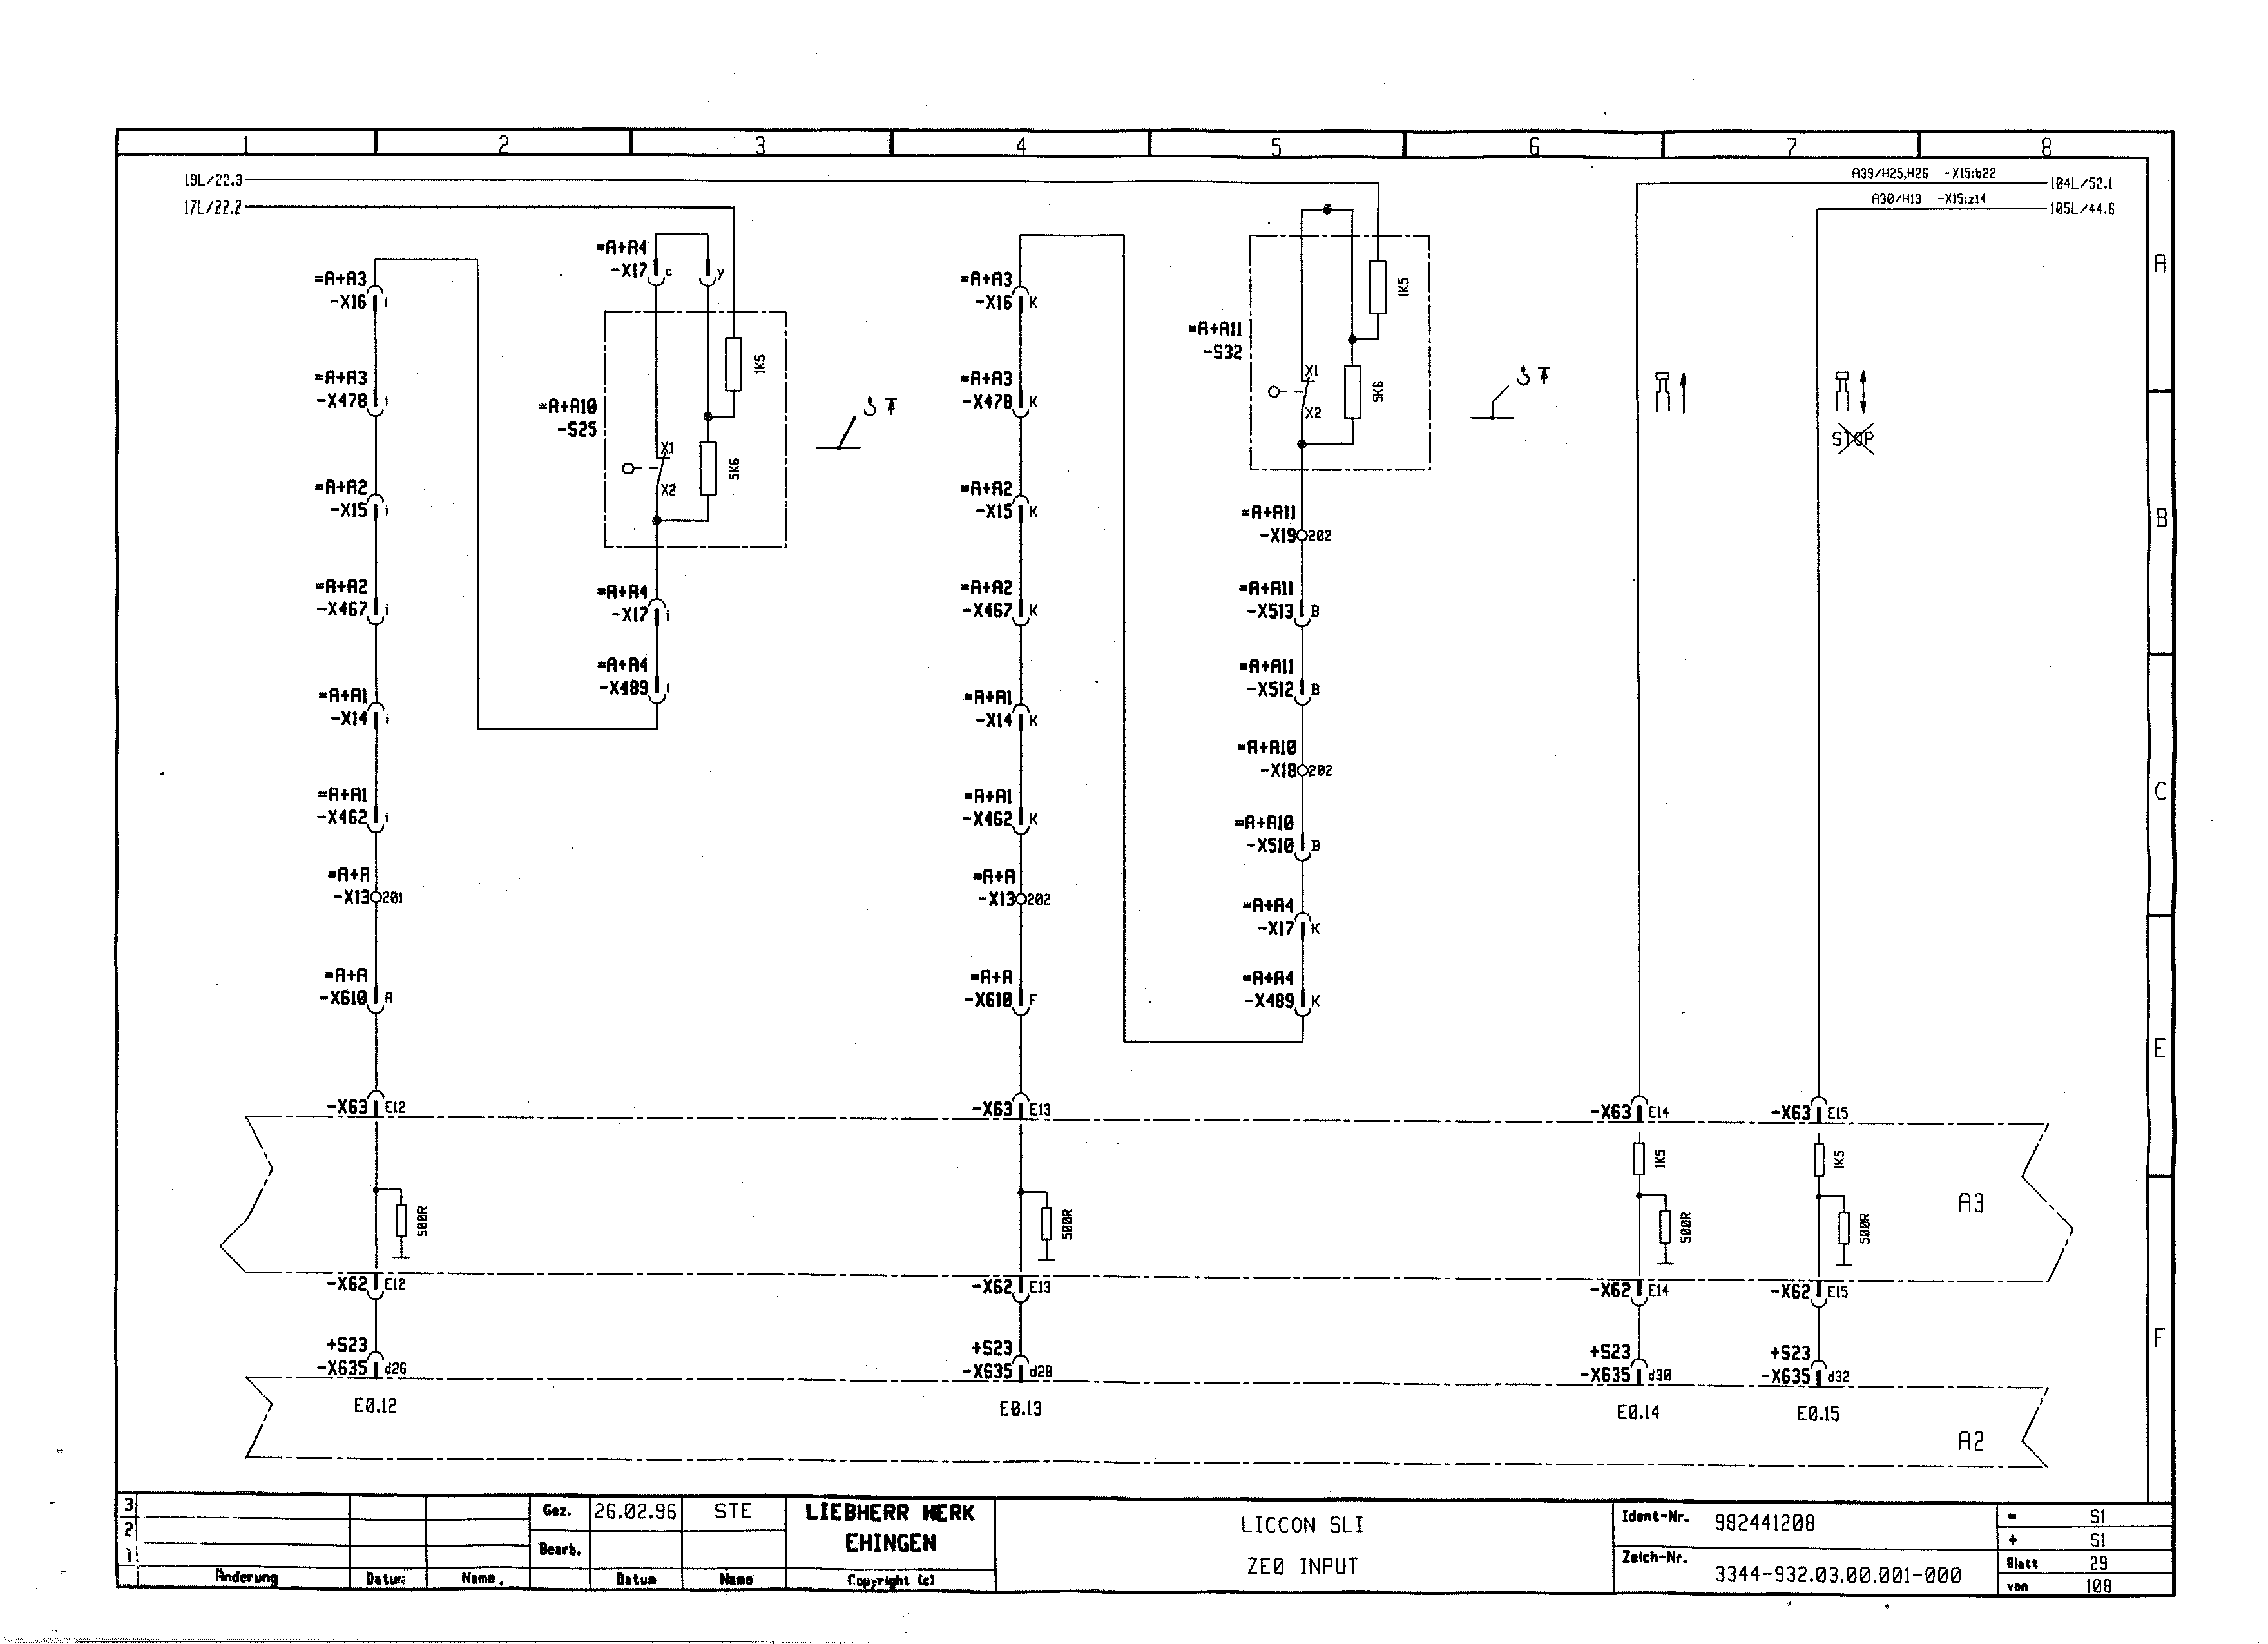 1 2 3 4 5 6 7 8
19L/22.3
17L/22.2
A39/H25,H26 -X15:b22
104L/52.1
A30/H13 -X15:z14
105L/44.6
A
B
C
E
F
=A+A3
-X16 i
=A+A3
-X478 i
=A+A2
-X15 i
=A+A2
-X467 i
=A+A1
-X14 i
=A+A1
-X462 i
=A+A
-X13 201
=A+A
-X610 A
-X63 E12
500R
-X62 E12
+S23
-X635 d26
E0.12
=A+A4
-X17 c y
1K5
=A+A10
-S25
X1
X2
5K6
=A+A4
-X17 i
=A+A4
-X489 i
=A+A3
-X16 K
=A+A3
-X478 K
=A+A2
-X15 K
=A+A2
-X467 K
=A+A1
-X14 K
=A+A1
-X462 K
=A+A
-X13 202
=A+A
-X610 F
-X63 E13
500R
-X62 E13
+S23
-X635 d28
E0.13
1K5
=A+A11
-S32
X1
X2
5K6
=A+A11
-X19 202
=A+A11
-X513 B
=A+A11
-X512 B
=A+A10
-X18 202
=A+A10
-X510 B
=A+A4
-X17 K
=A+A4
-X489 K
STOP
-X63 E14
1K5
500R
-X62 E14
+S23
-X635 d30
E0.14
-X63 E15
1K5
500R
-X62 E15
+S23
-X635 d32
E0.15
A3
A2
3
2
1
Änderung
Datum
Name
Gez.
26.02.96
STE
Bearb.
Datum
Name
LIEBHERR WERK
EHINGEN
Copyright (c)
LICCON SLI
ZE0 INPUT
Ident-Nr. 982441208
Zeich-Nr. 3344-932.03.00.001-000
= S1
+ S1
Blatt 29
von 108